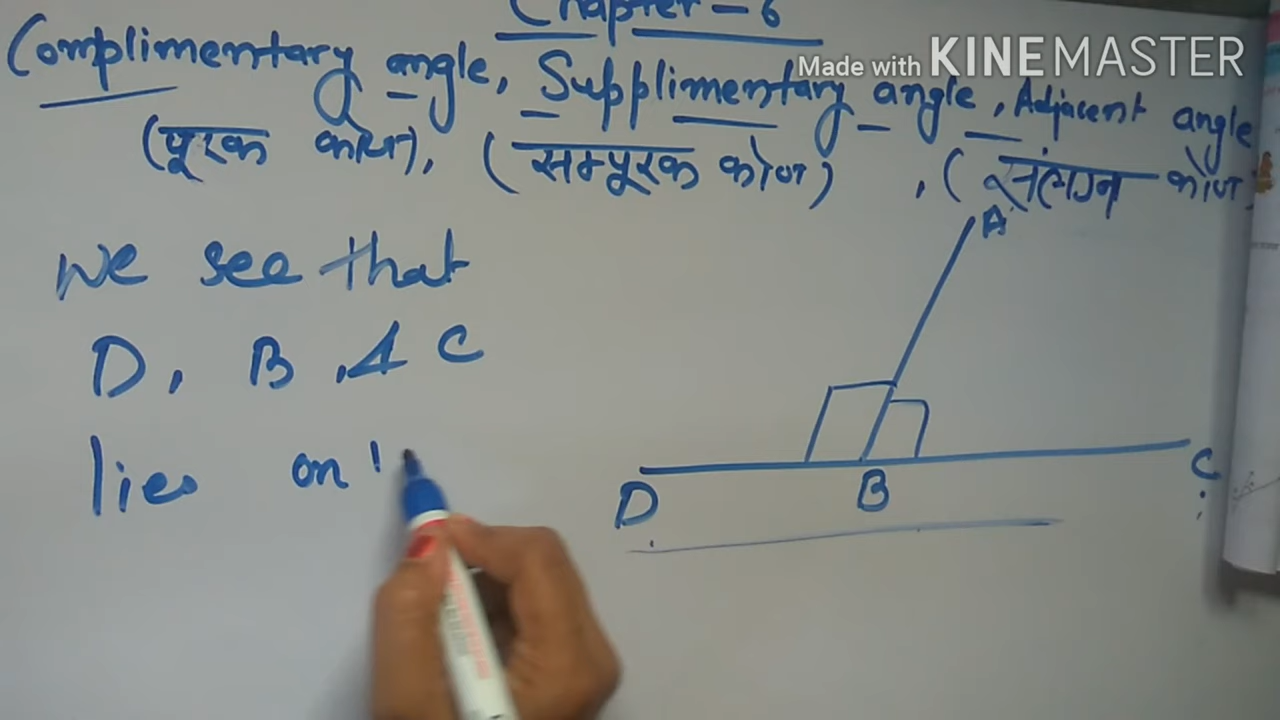 Chapter - 6
Made with KINEMASTER
Complimentary angle, Supplimentary angle, Adjacent angle
(पूरक कोण), (सम्पूरक कोण), (संलग्न कोण)
we see that
D, B, & C
lies on
A
D B C